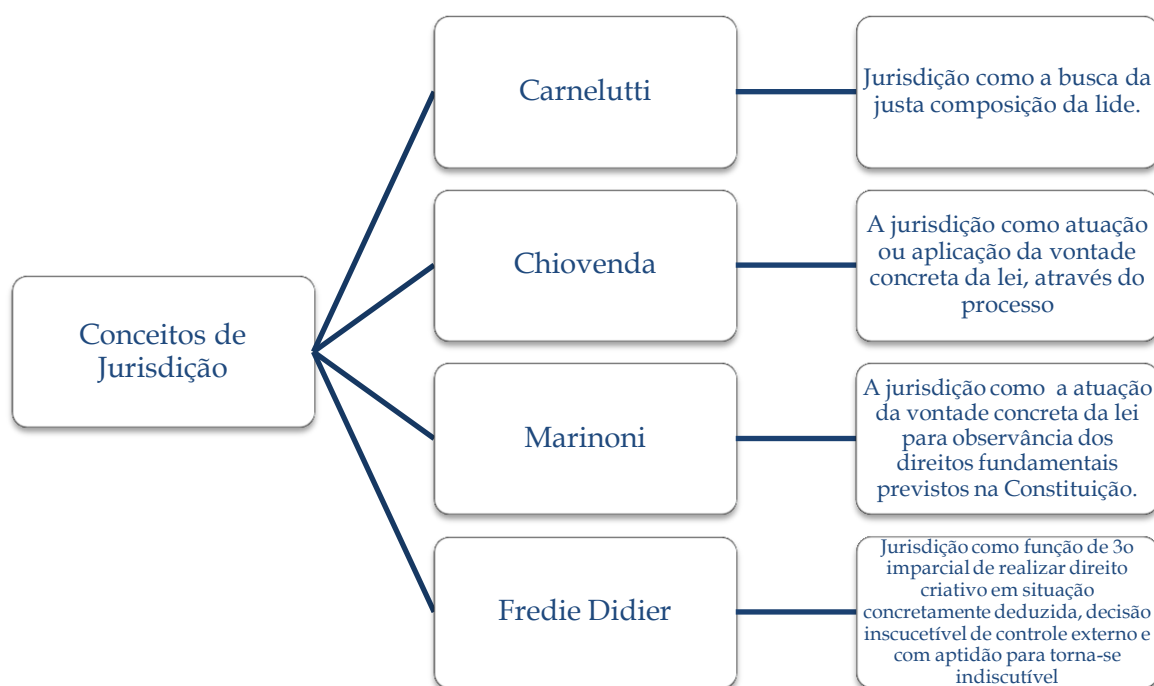 Conceitos de
Jurisdição
Carnelutti
Jurisdição como a busca da
justa composição da lide.
Chiovenda
A jurisdição como atuação
ou aplicação da vontade
concreta da lei, através do
processo
Marinoni
A jurisdição como a atuação
da vontade concreta da lei
para observância dos
direitos fundamentais
previstos na Constituição.
Fredie Didier
Jurisdição como função de 3o
imparcial de realizar direito
criativo em situação
concretamente deduzida, decisão
inscucetível de controle externo e
com aptidão para torna-se
indiscutível